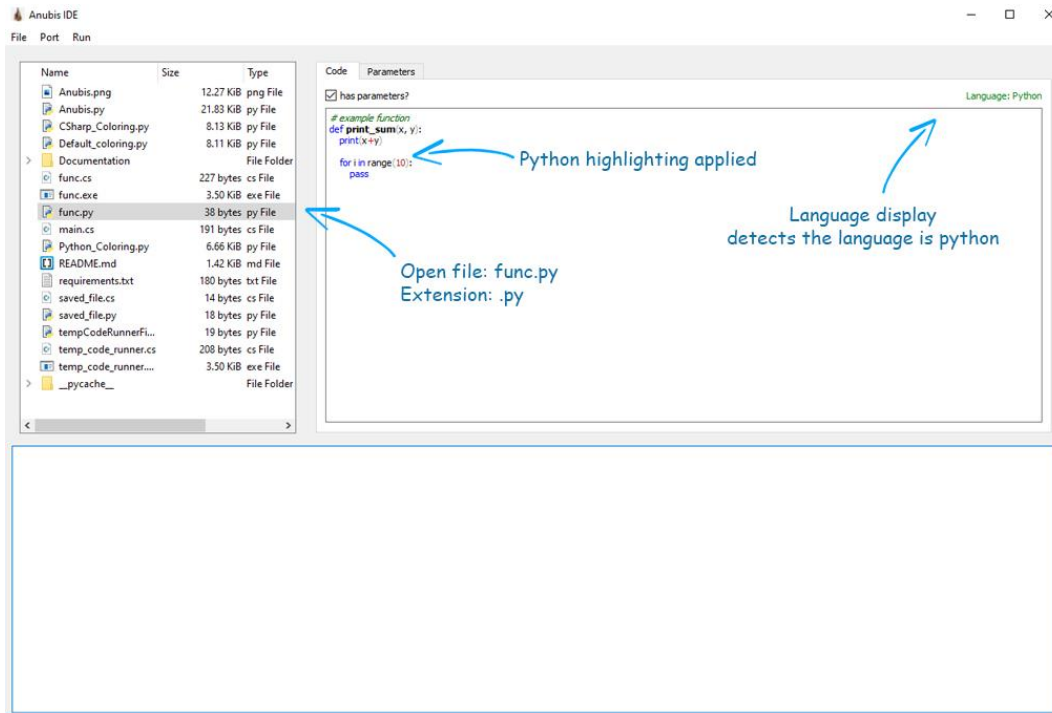 Anubis IDE
File Port Run
Name Size Type
Anubis.png 12.27 KiB png File
Anubis.py 21.83 KiB py File
CSharp_Coloring.py 8.13 KiB py File
Default_coloring.py 8.11 KiB py File
Documentation File Folder
func.cs 227 bytes cs File
func.exe 3.50 KiB exe File
func.py 38 bytes py File
main.cs 191 bytes cs File
Python_Coloring.py 6.66 KiB py File
README.md 1.42 KiB md File
requirements.txt 180 bytes txt File
saved_file.cs 14 bytes cs File
saved_file.py 18 bytes py File
tempCodeRunnerFi... 19 bytes py File
temp_code_runner.cs 208 bytes cs File
temp_code_runner.... 3.50 KiB exe File
__pycache__ File Folder
Code Parameters
has parameters? Language: Python
# example function
def print_sum(x, y):
print(x+y)
for i in range(10):
pass
Python highlighting applied
Language display
detects the language is python
Open file: func.py
Extension: .py